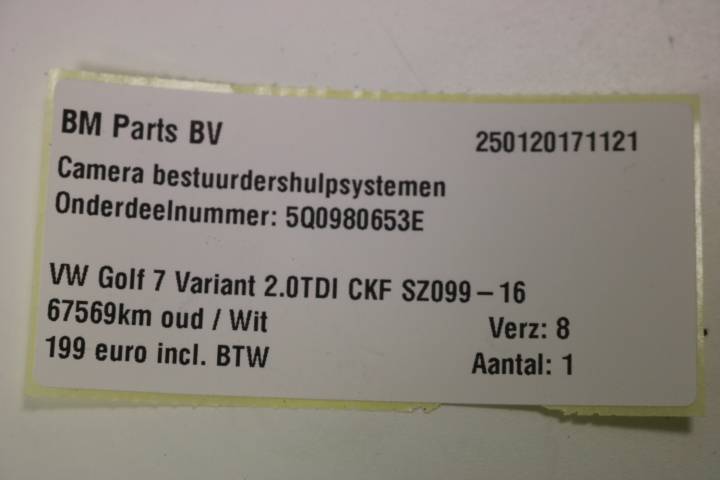 BM Parts BV 250120171121
Camera bestuurdershulpsystemen
Onderdeelnummer: 5Q0980653E
VW Golf 7 Variant 2.0TDI CKF SZ099-16
67569km oud / Wit Verz: 8
199 euro incl. BTW Aantal: 1